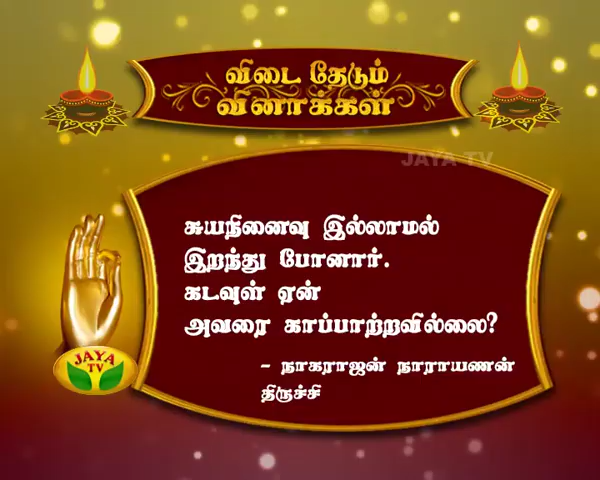 விடை தேடும்
வினாக்கள்
JAYA TV
சுயநினைவு இல்லாமல்
இறந்து போனார்.
கடவுள் ஏன்
அவரை காப்பாற்றவில்லை?
- நாகராஜன் நாராயணன்
திருச்சி
JAYA
TV